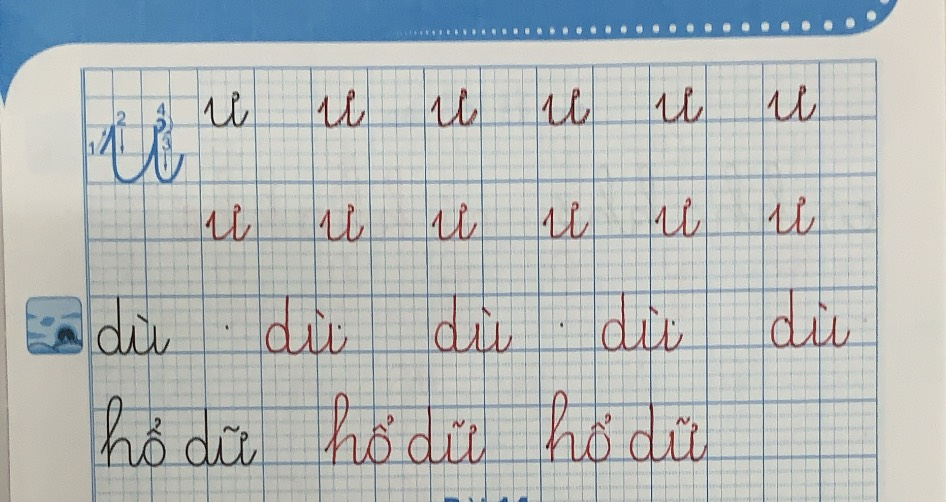 ư ư ư ư ư ư ư
ư ư ư ư ư ư
dù dù dù dù dù
hổ dữ hổ dữ hổ dữ